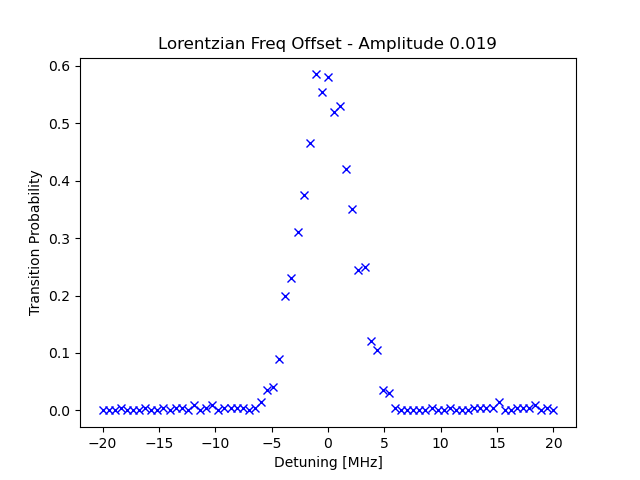 Lorentzian Freq Offset - Amplitude 0.019
Transition Probability
0.6
0.5
0.4
0.3
0.2
0.1
0.0
−20 −15 −10 −5 0 5 10 15 20
Detuning [MHz]